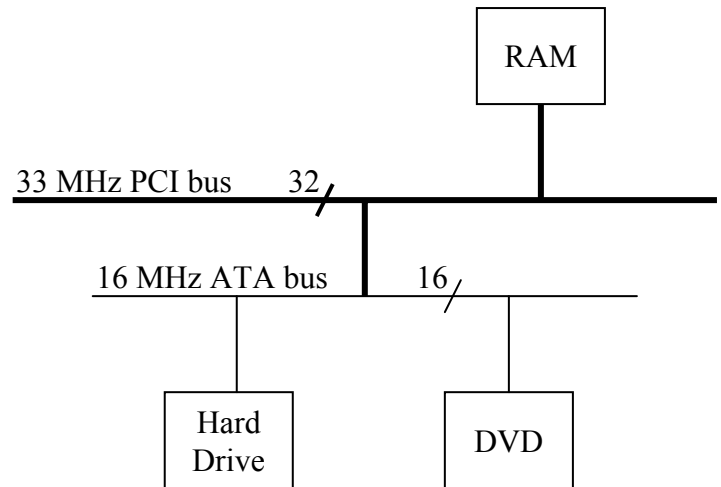 RAM
33 MHz PCI bus 32
16 MHz ATA bus 16
Hard
Drive
DVD